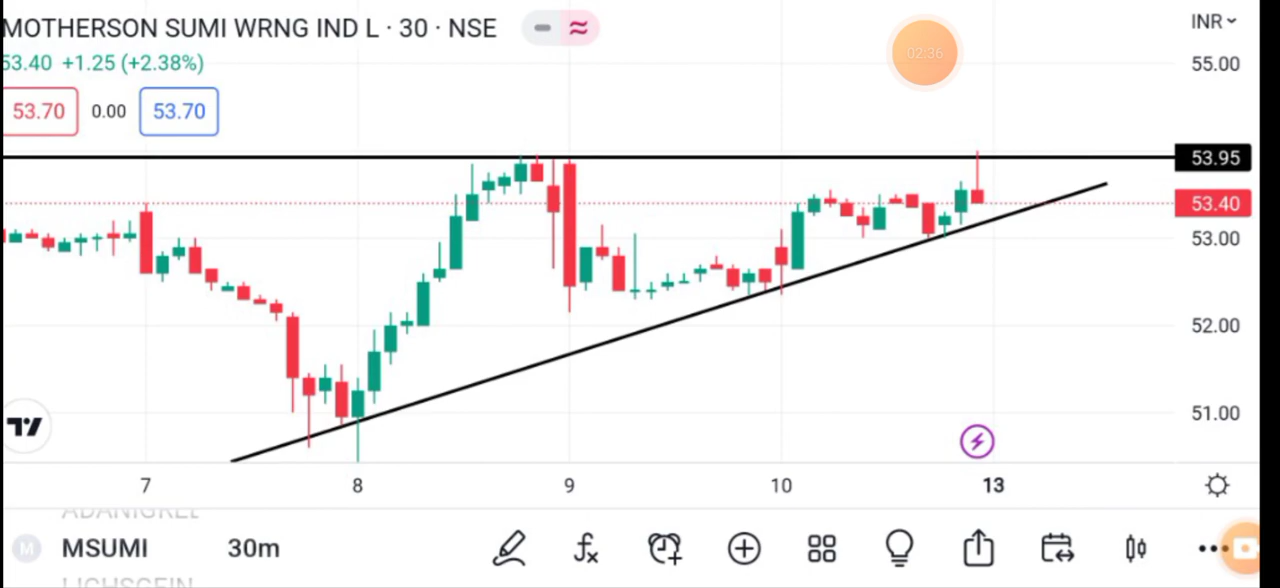 MOTHERSON SUMI WRNG IND L · 30 · NSE
INR
53.40 +1.25 (+2.38%)
02:36
55.00
53.70 0.00 53.70
53.95
53.40
53.00
52.00
51.00
7 8 9 10 13
MSUMI 30m